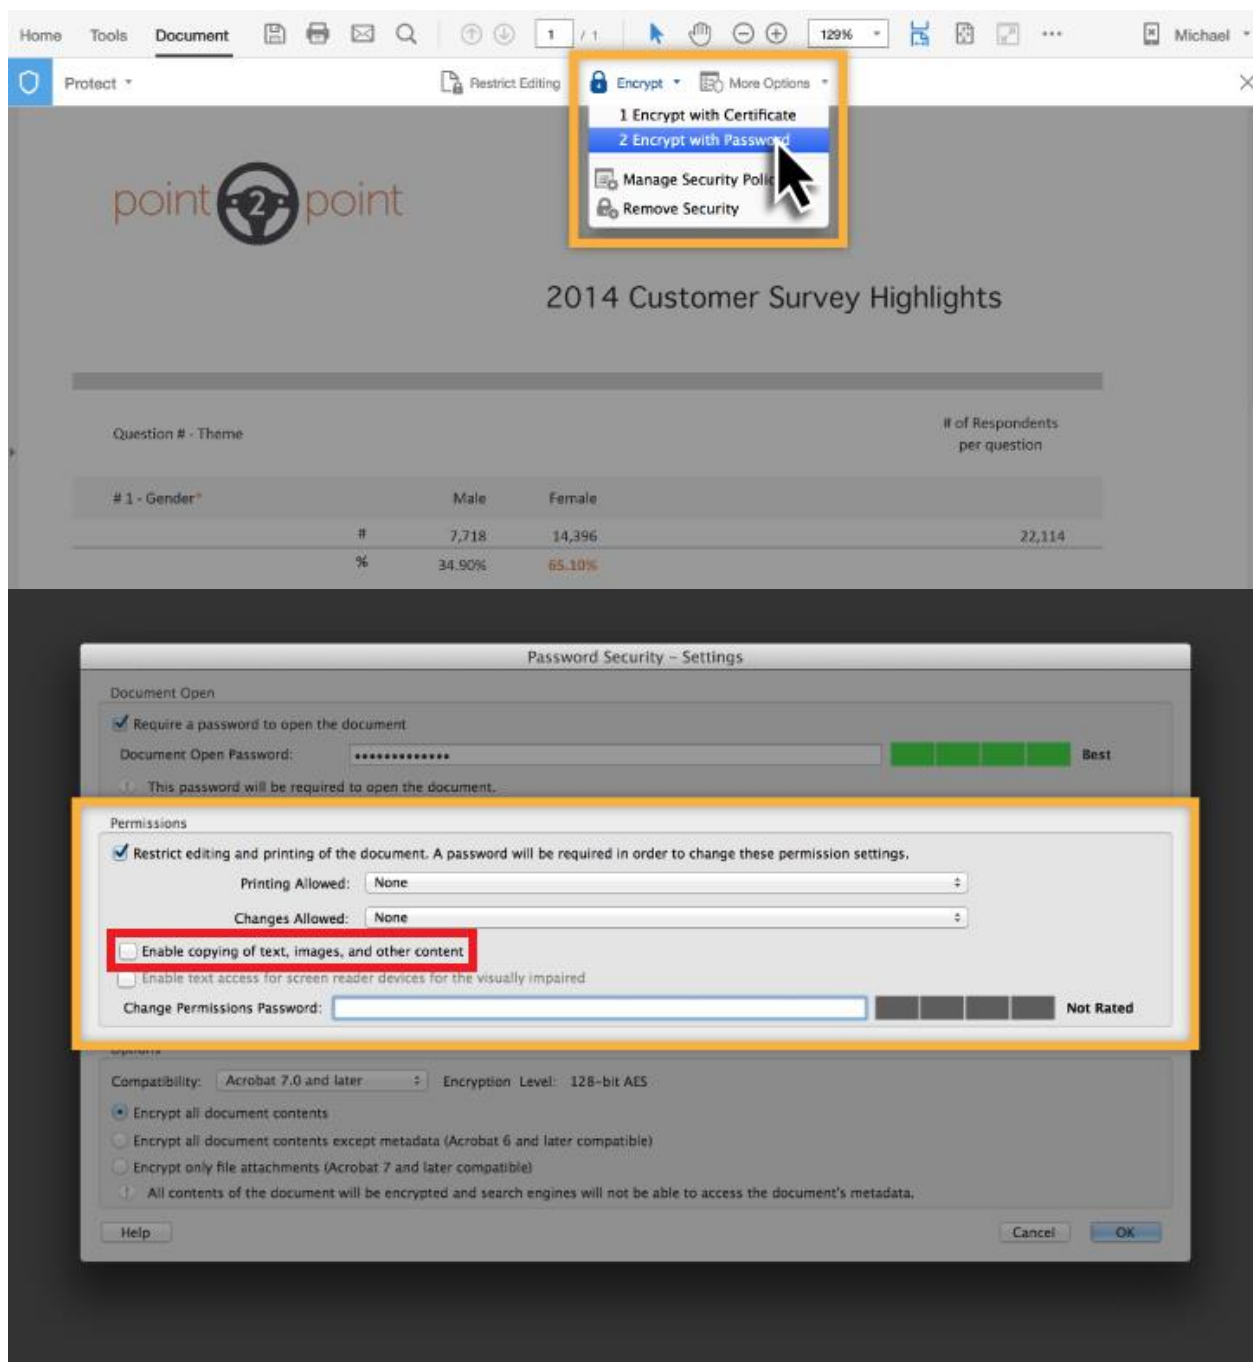 Home Tools Document 1 / 1 129% Michael
Protect Restrict Editing Encrypt More Options
1 Encrypt with Certificate
2 Encrypt with Password
Manage Security Polic
Remove Security
point 2 point
2014 Customer Survey Highlights
Question # - Theme # of Respondents
per question
# 1 - Gender* Male Female
# 7,718 14,396 22,114
% 34.90% 65.10%
Password Security – Settings
Document Open
Require a password to open the document
Document Open Password: ••••••••••••• Best
This password will be required to open the document.
Permissions
Restrict editing and printing of the document. A password will be required in order to change these permission settings.
Printing Allowed: None
Changes Allowed: None
Enable copying of text, images, and other content
Enable text access for screen reader devices for the visually impaired
Change Permissions Password: Not Rated
Options
Compatibility: Acrobat 7.0 and later Encryption Level: 128-bit AES
Encrypt all document contents
Encrypt all document contents except metadata (Acrobat 6 and later compatible)
Encrypt only file attachments (Acrobat 7 and later compatible)
All contents of the document will be encrypted and search engines will not be able to access the document's metadata.
Help Cancel OK